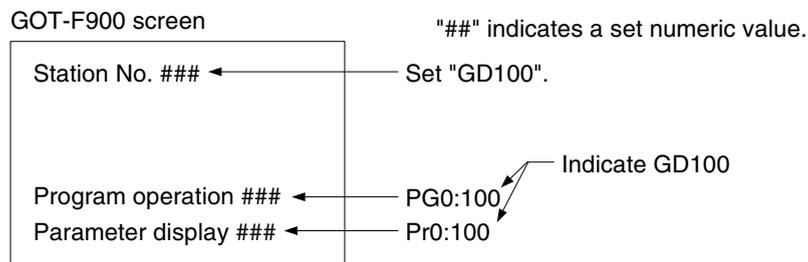 GOT-F900 screen
"##" indicates a set numeric value.
Station No. ###
Set "GD100".
Indicate GD100
Program operation ###
PG0:100
Parameter display ###
Pr0:100